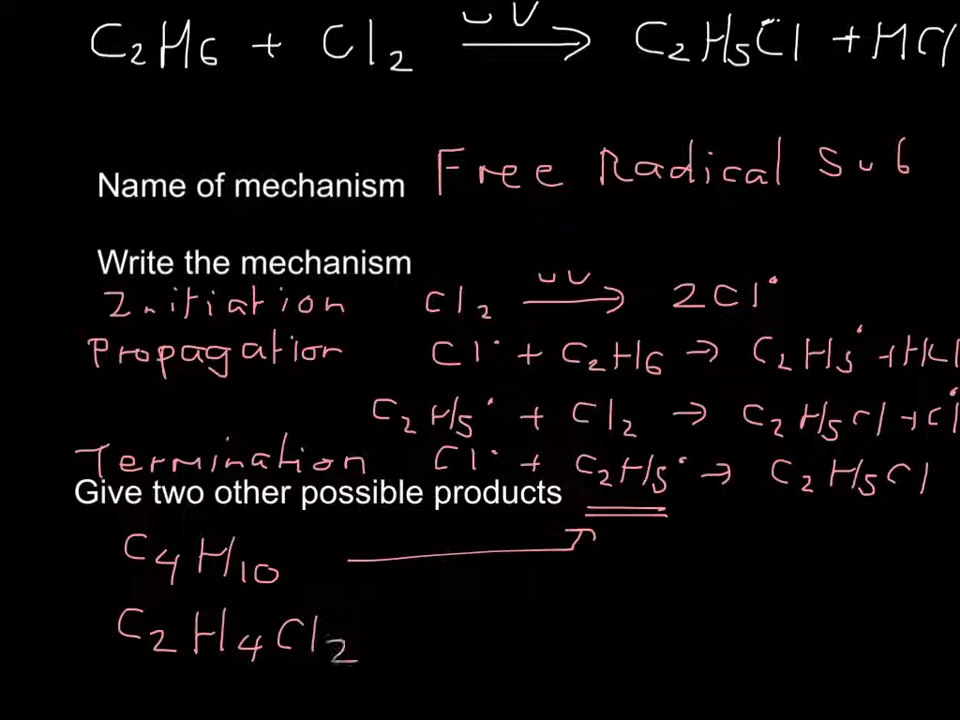 C2H6 + Cl2 UV → C2H5Cl + HCl
Name of mechanism Free Radical Sub
Write the mechanism
Initiation Cl2 UV → 2Cl•
Propagation Cl• + C2H6 → C2H5• + HCl
C2H5• + Cl2 → C2H5Cl + Cl•
Termination Cl• + C2H5• → C2H5Cl
Give two other possible products
C4H10 →
C2H4Cl2